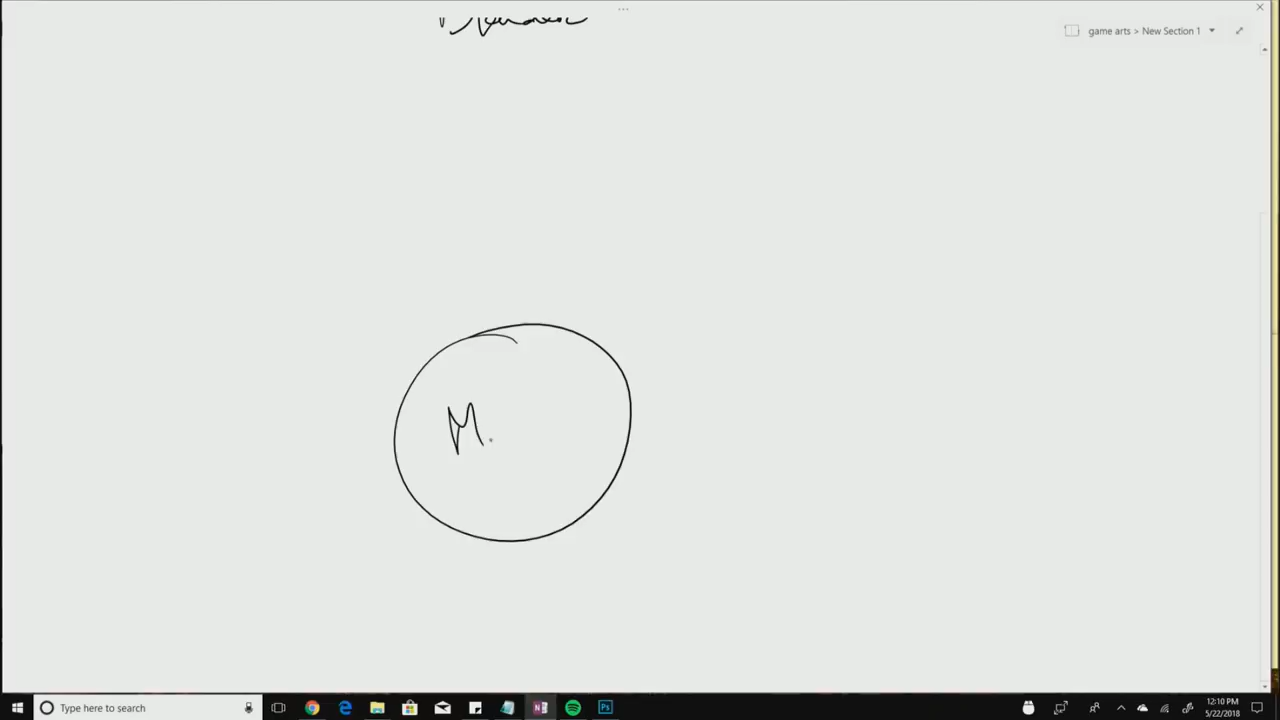 game arts > New Section 1
M
Type here to search
12:10 PM
5/22/2018